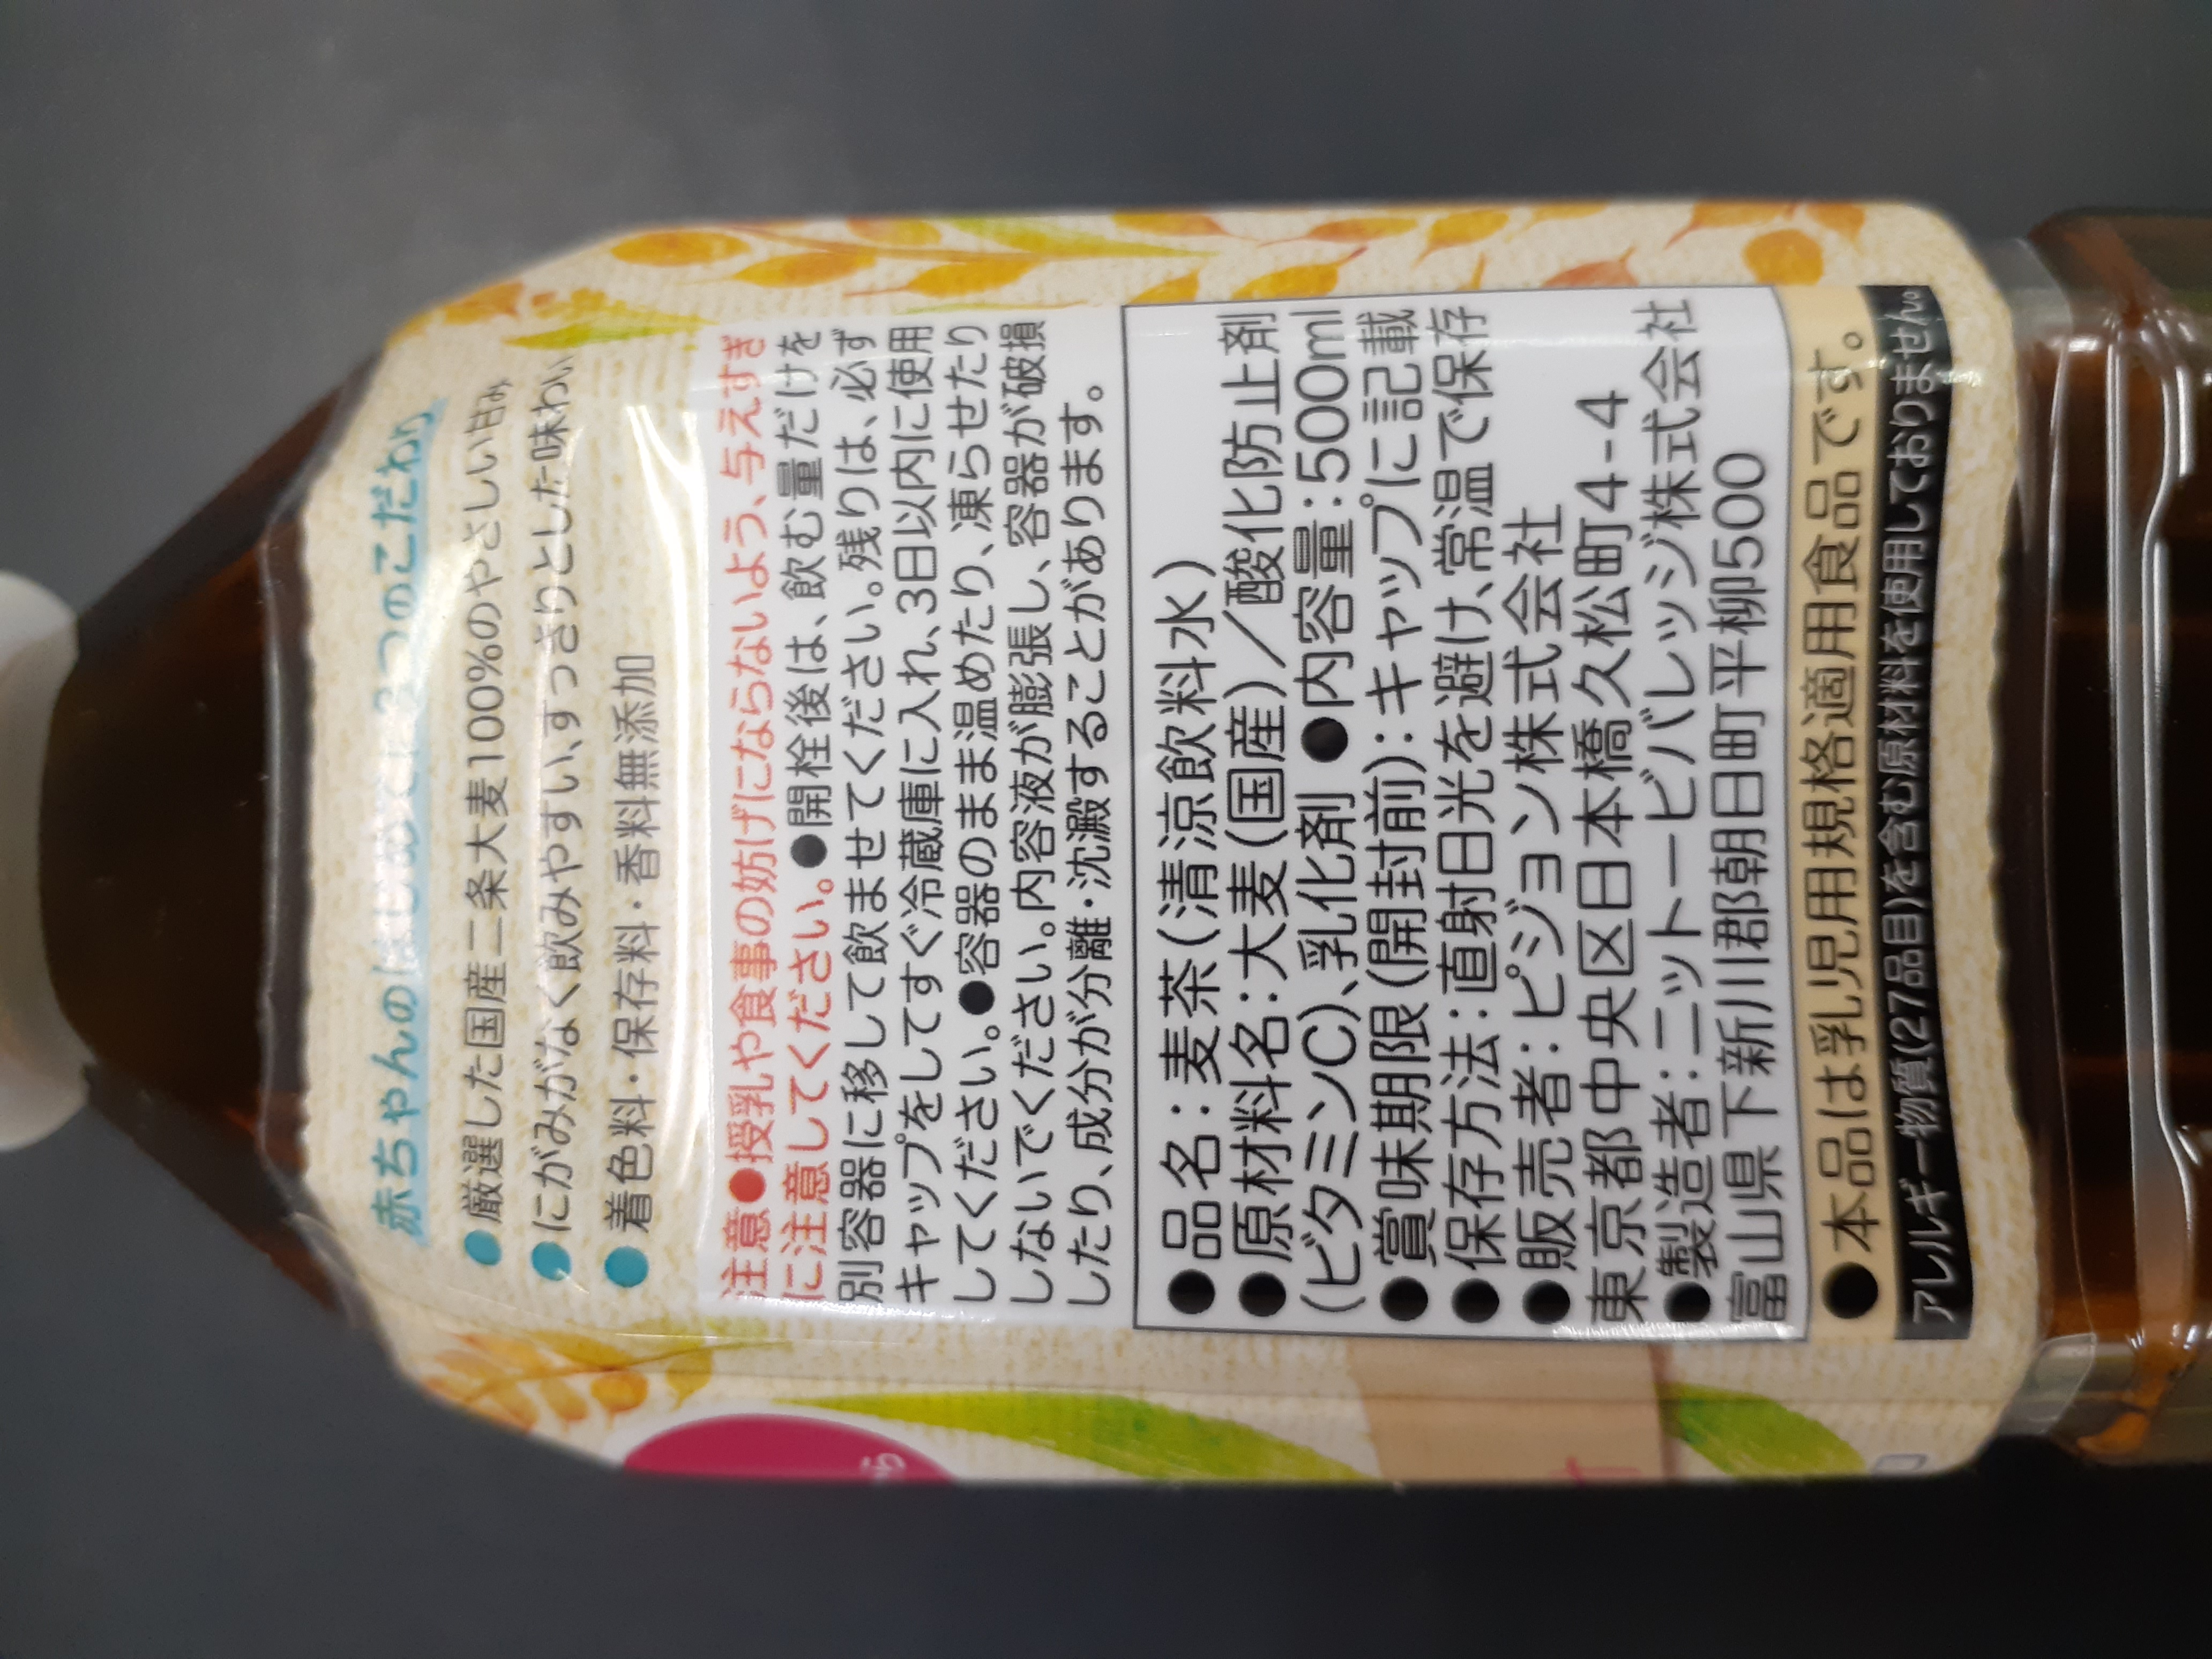 赤ちゃんのはじめてに3つのこだわり
●厳選した国産二条大麦100%のやさしい甘み
●にがみがなく飲みやすい、すっきりとした味わい
●着色料・保存料・香料無添加
注意●授乳や食事の妨げにならないよう、与えすぎ
に注意してください。●開栓後は、飲む量だけを
別容器に移して飲ませてください。残りは、必ず
キャップをしてすぐ冷蔵庫に入れ、3日以内に使用
してください。●容器のまま温めたり、凍らせたり
しないでください。内容液が膨張し、容器が破損
したり、成分が分離・沈澱することがあります。
●品名:麦茶(清涼飲料水)
●原材料名:大麦(国産)/酸化防止剤
(ビタミンC)、乳化剤 ●内容量:500ml
●賞味期限(開封前):キャップに記載
●保存方法:直射日光を避け、常温で保存
●販売者:ピジョン株式会社
東京都中央区日本橋久松町4-4
●製造者:ニットービバレッジ株式会社
富山県下新川郡朝日町平柳500
●本品は乳児用規格適用食品です。
アレルギー物質(27品目)を含む原材料を使用しておりません。